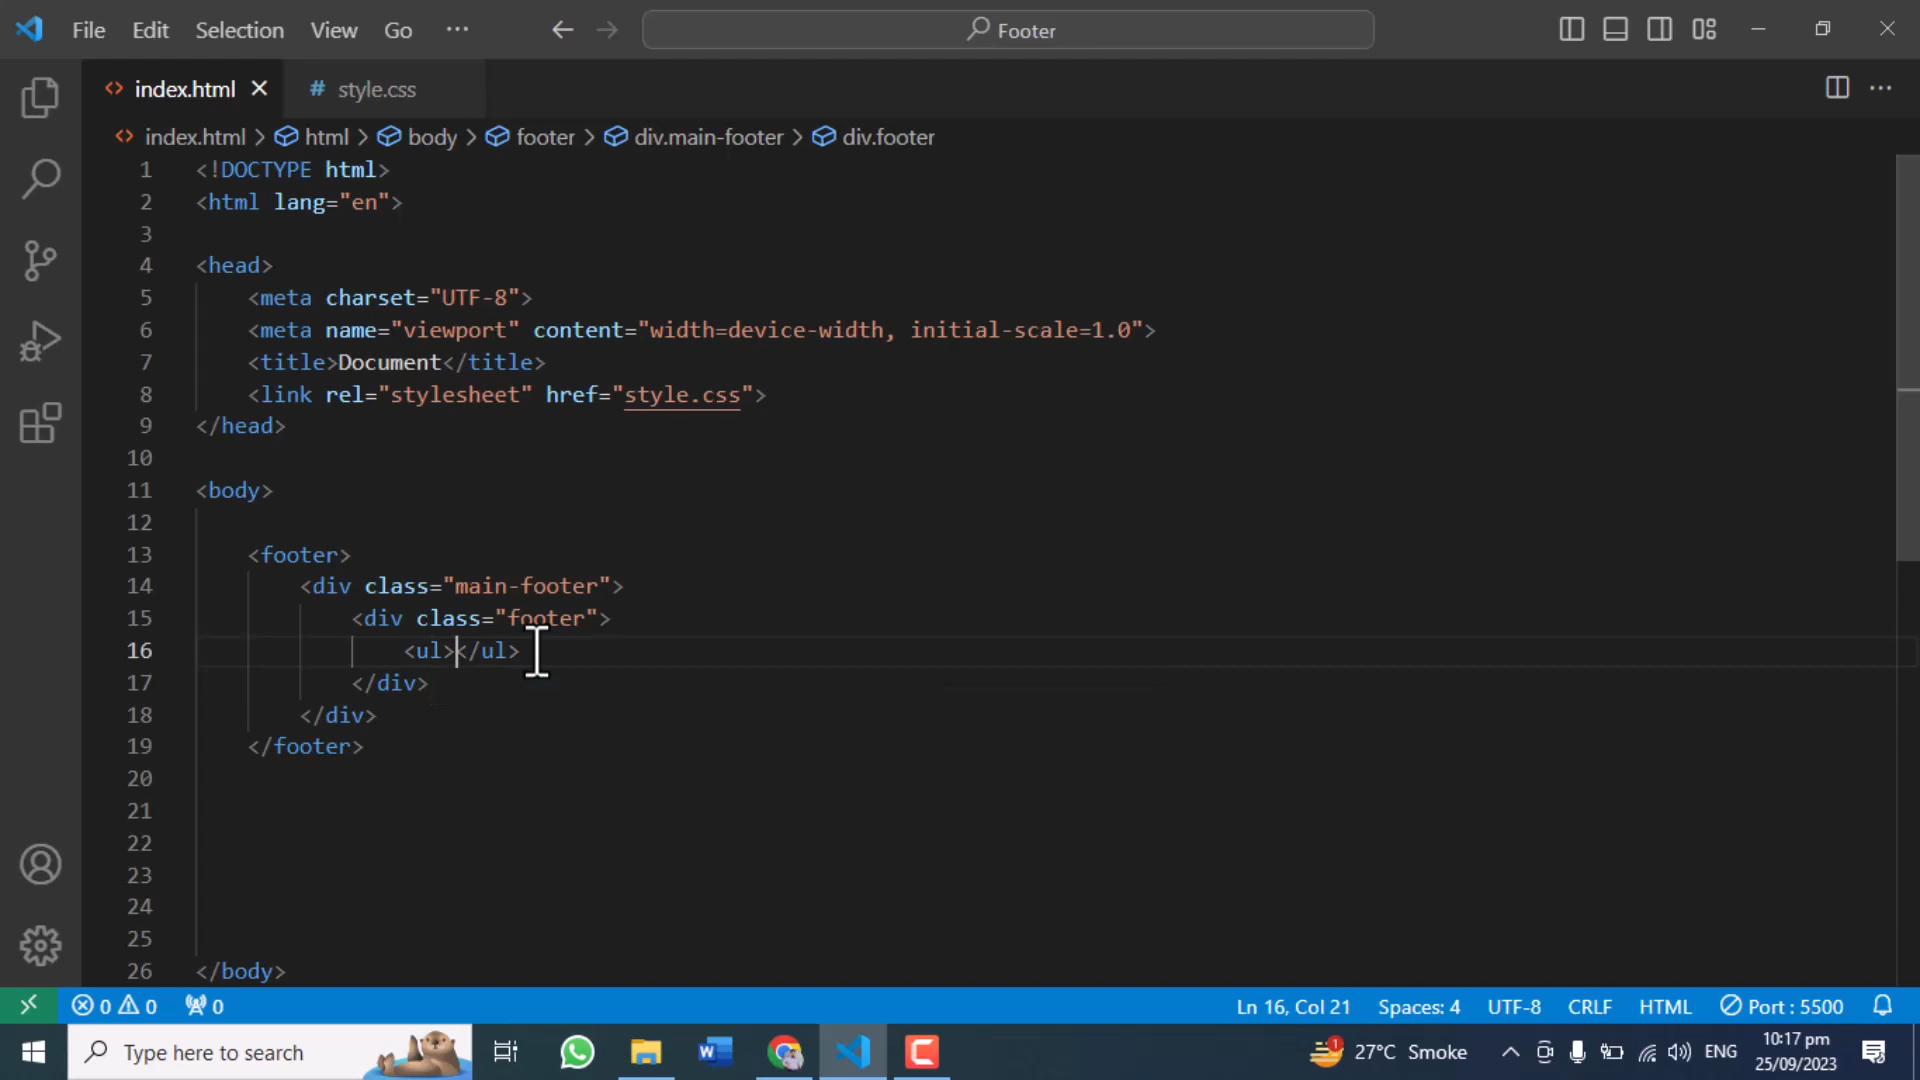 File Edit Selection View Go ··· Footer
index.html style.css
index.html > html > body > footer > div.main-footer > div.footer
1 <!DOCTYPE html>
2 <html lang="en">
3
4 <head>
5 <meta charset="UTF-8">
6 <meta name="viewport" content="width=device-width, initial-scale=1.0">
7 <title>Document</title>
8 <link rel="stylesheet" href="style.css">
9 </head>
10
11 <body>
12
13 <footer>
14 <div class="main-footer">
15 <div class="footer">
16 <ul></ul>
17 </div>
18 </div>
19 </footer>
20
21
22
23
24
25
26 </body>
0 0 0 Ln 16, Col 21 Spaces: 4 UTF-8 CRLF HTML Port : 5500
Type here to search 1 27°C Smoke ENG 10:17 pm
25/09/2023